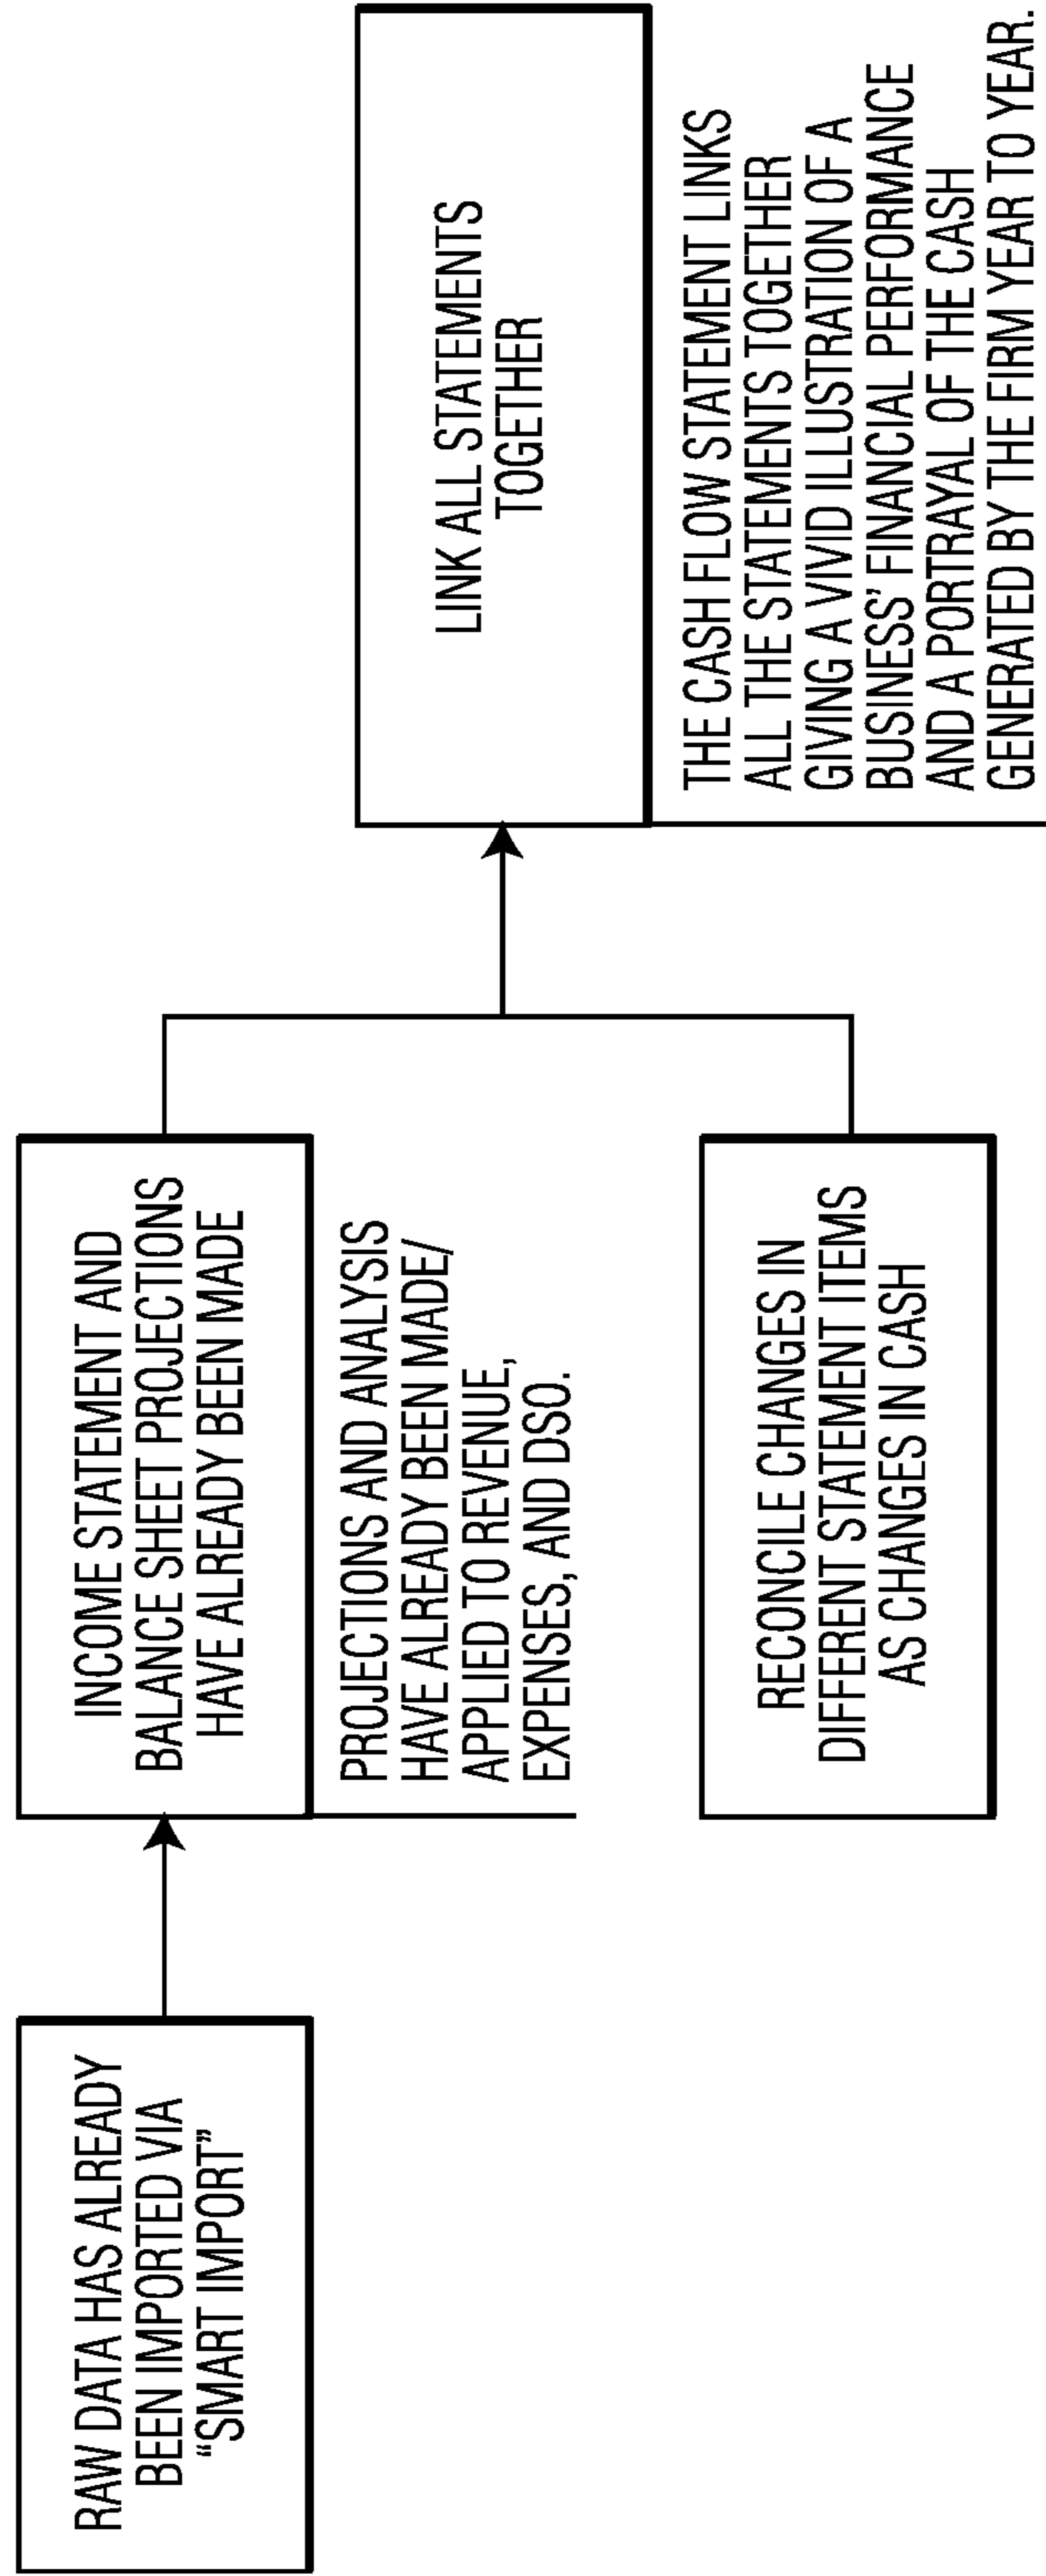 RAW DATA HAS ALREADY
BEEN IMPORTED VIA
“SMART IMPORT”
INCOME STATEMENT AND
BALANCE SHEET PROJECTIONS
HAVE ALREADY BEEN MADE
PROJECTIONS AND ANALYSIS
HAVE ALREADY BEEN MADE/
APPLIED TO REVENUE,
EXPENSES, AND DSO.
RECONCILE CHANGES IN
DIFFERENT STATEMENT ITEMS
AS CHANGES IN CASH
LINK ALL STATEMENTS
TOGETHER
THE CASH FLOW STATEMENT LINKS
ALL THE STATEMENTS TOGETHER
GIVING A VIVID ILLUSTRATION OF A
BUSINESS’ FINANCIAL PERFORMANCE
AND A PORTRAYAL OF THE CASH
GENERATED BY THE FIRM YEAR TO YEAR.